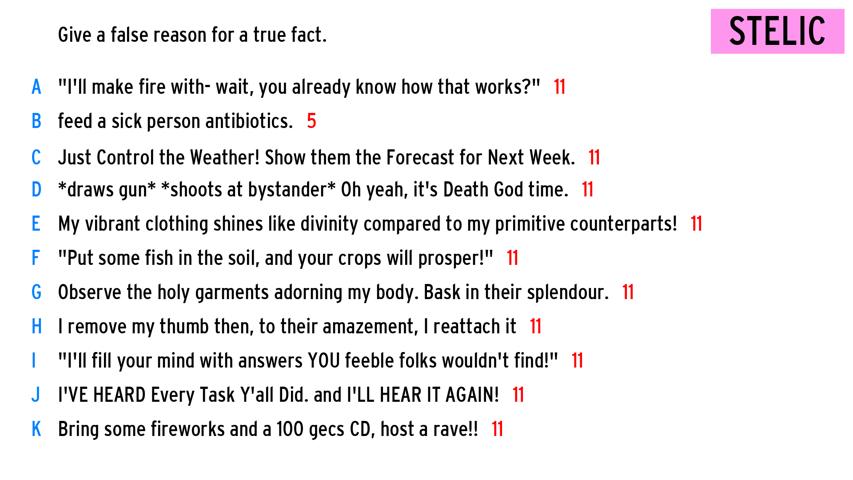 Give a false reason for a true fact.
STELIC
A "I'll make fire with- wait, you already know how that works?" 11
B feed a sick person antibiotics. 5
C Just Control the Weather! Show them the Forecast for Next Week. 11
D *draws gun* *shoots at bystander* Oh yeah, it's Death God time. 11
E My vibrant clothing shines like divinity compared to my primitive counterparts! 11
F "Put some fish in the soil, and your crops will prosper!" 11
G Observe the holy garments adorning my body. Bask in their splendour. 11
H I remove my thumb then, to their amazement, I reattach it 11
I "I'll fill your mind with answers YOU feeble folks wouldn't find!" 11
J I'VE HEARD Every Task Y'all Did. and I'LL HEAR IT AGAIN! 11
K Bring some fireworks and a 100 gecs CD, host a rave!! 11